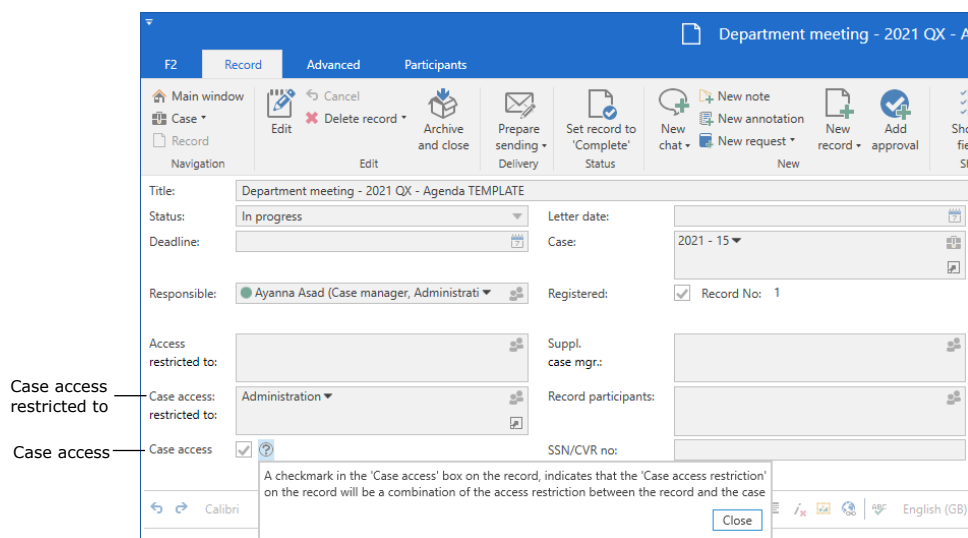 Department meeting - 2021 QX - A
F2 Record Advanced Participants
Main window
Case
Record
Navigation
Edit
Cancel
Delete record
Archive
and close
Edit
Prepare
sending
Delivery
Set record to
'Complete'
Status
New
chat
New note
New annotation
New request
New
record
Add
approval
New
Sho
fie
S
Title: Department meeting - 2021 QX - Agenda TEMPLATE
Status: In progress Letter date:
Deadline: Case: 2021 - 15
Responsible: Ayanna Asad (Case manager, Administrati Registered: Record No: 1
Access
restricted to:
Suppl.
case mgr.:
Case access
restricted to
Case access:
restricted to:
Administration
Record participants:
Case access
Case access ? SSN/CVR no:
A checkmark in the 'Case access' box on the record, indicates that the 'Case access restriction'
on the record will be a combination of the access restriction between the record and the case
Close
Calibri
ABC English (GB)